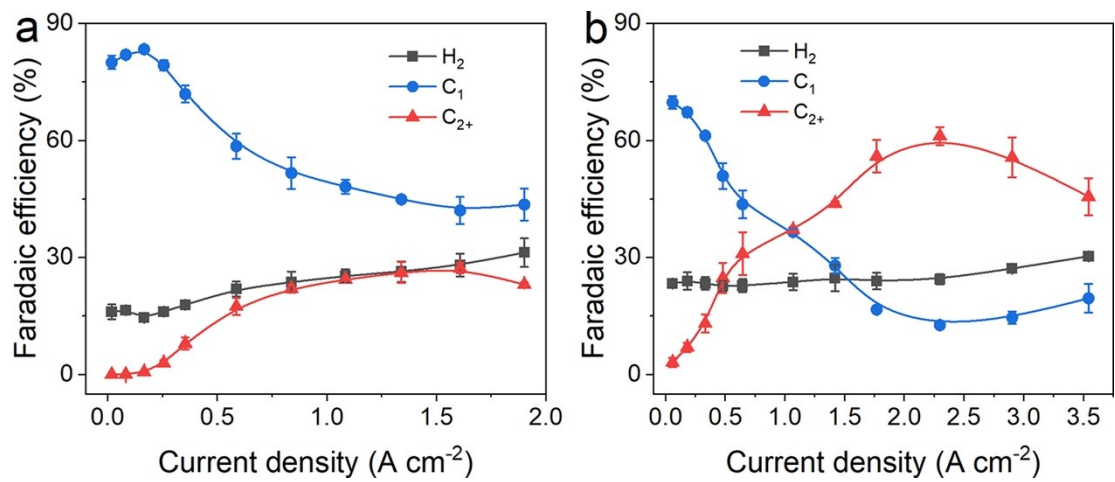 a
Faradaic efficiency (%)
90
60
30
0
H₂
C₁
C₂₊
0.0 0.5 1.0 1.5 2.0
Current density (A cm⁻²)
b
Faradaic efficiency (%)
90
60
30
0
H₂
C₁
C₂₊
0.0 0.5 1.0 1.5 2.0 2.5 3.0 3.5
Current density (A cm⁻²)